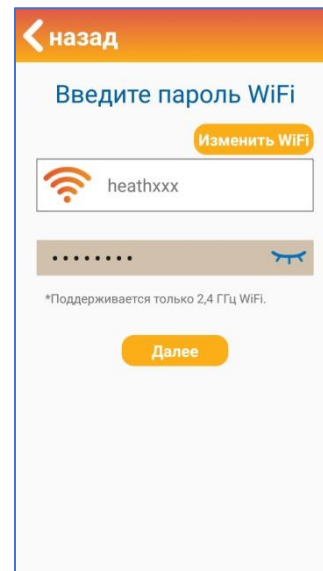 назад
Введите пароль WiFi
Изменить WiFi
heathxxx
••••••••
*Поддерживается только 2,4 ГГц WiFi.
Далее